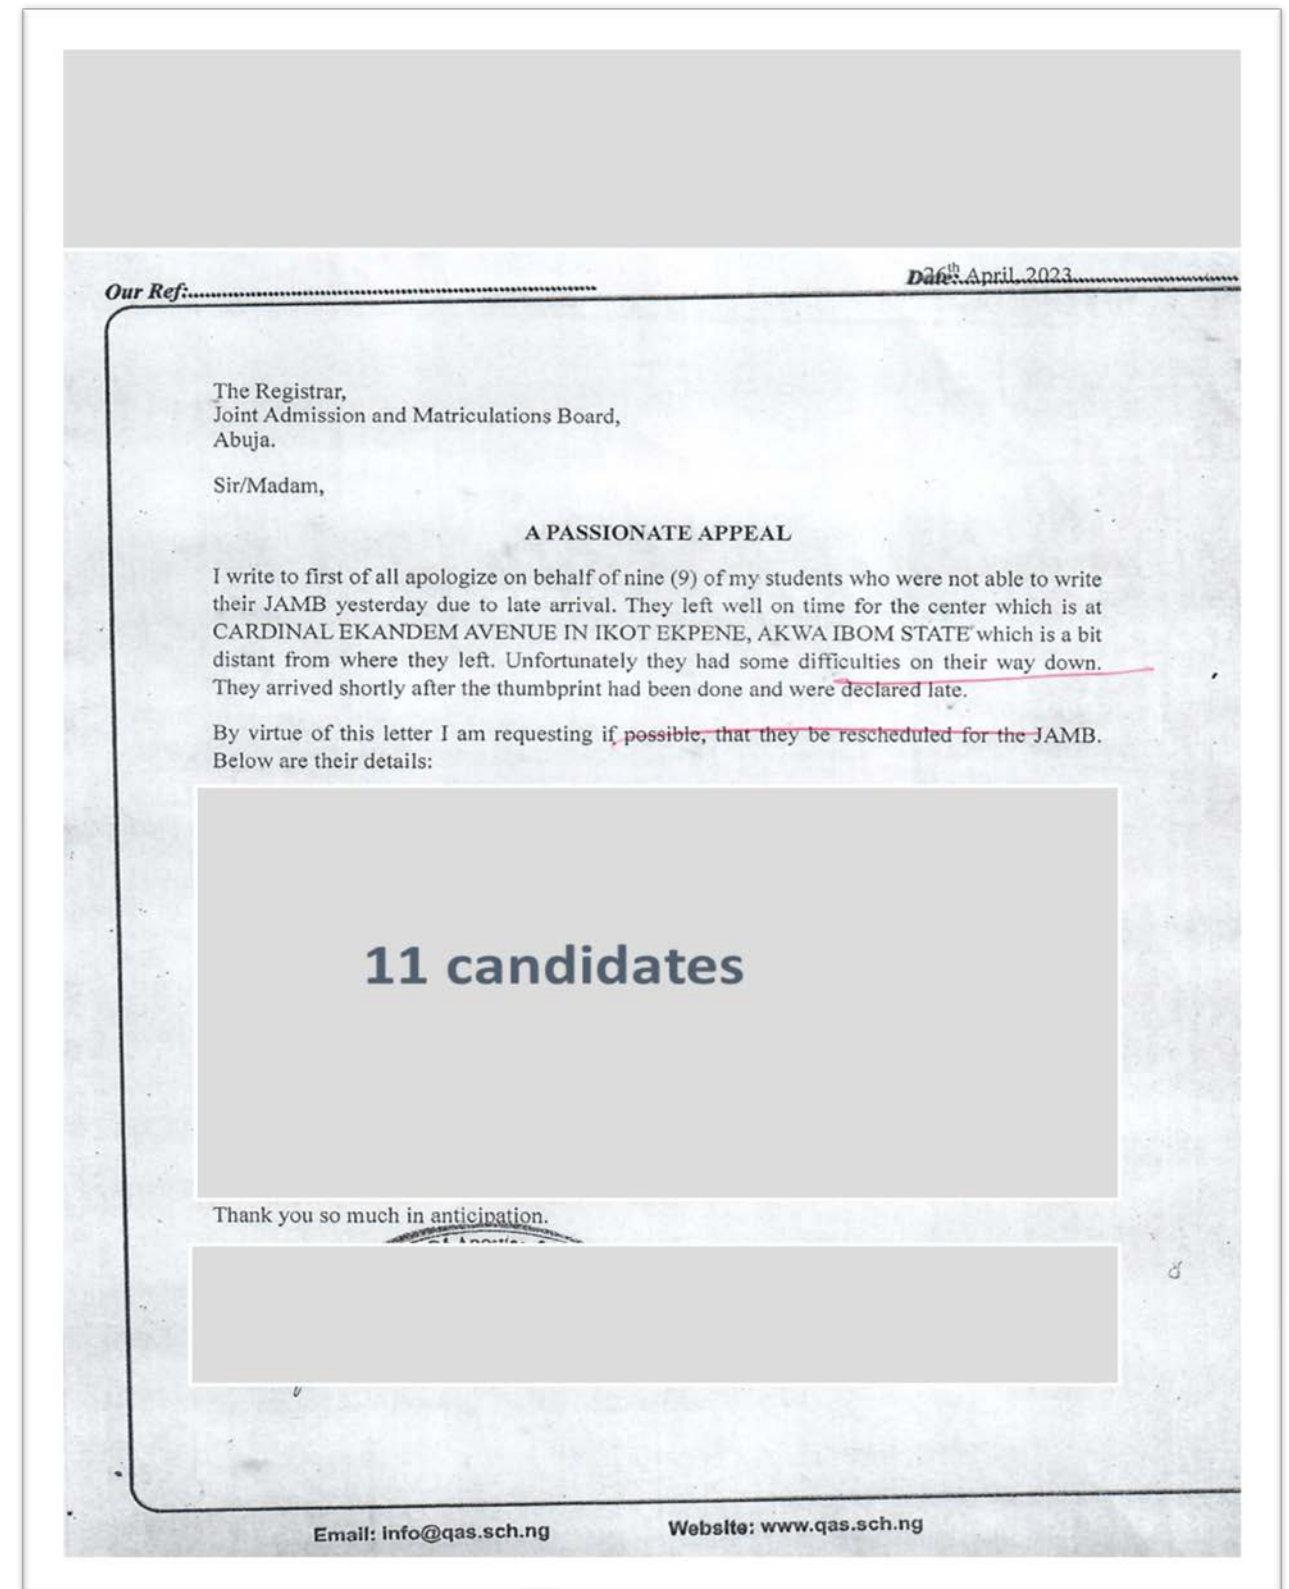 Our Ref:
Date: 26th April, 2023
The Registrar,
Joint Admission and Matriculations Board,
Abuja.
Sir/Madam,
A PASSIONATE APPEAL
I write to first of all apologize on behalf of nine (9) of my students who were not able to write
their JAMB yesterday due to late arrival. They left well on time for the center which is at
CARDINAL EKANDEM AVENUE IN IKOT EKPENE, AKWA IBOM STATE which is a bit
distant from where they left. Unfortunately they had some difficulties on their way down.
They arrived shortly after the thumbprint had been done and were declared late.
By virtue of this letter I am requesting if possible, that they be rescheduled for the JAMB.
Below are their details:
11 candidates
Thank you so much in anticipation.
Email: info@qas.sch.ng
Website: www.qas.sch.ng